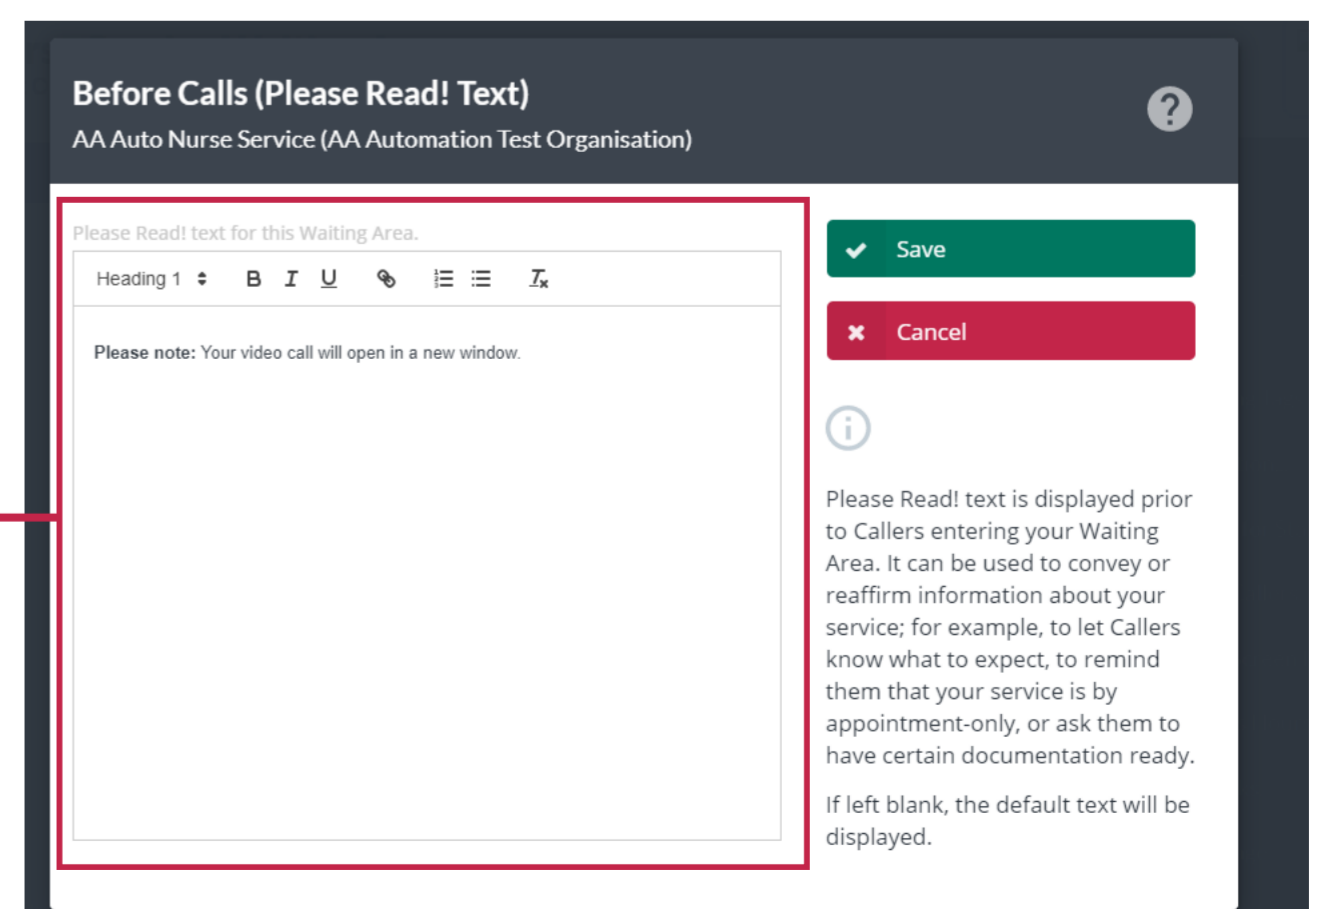 Before Calls (Please Read! Text)
AA Auto Nurse Service (AA Automation Test Organisation)
Please Read! text for this Waiting Area.
Heading 1
Please note: Your video call will open in a new window.
Save
Cancel
Please Read! text is displayed prior
to Callers entering your Waiting
Area. It can be used to convey or
reaffirm information about your
service; for example, to let Callers
know what to expect, to remind
them that your service is by
appointment-only, or ask them to
have certain documentation ready.
If left blank, the default text will be
displayed.